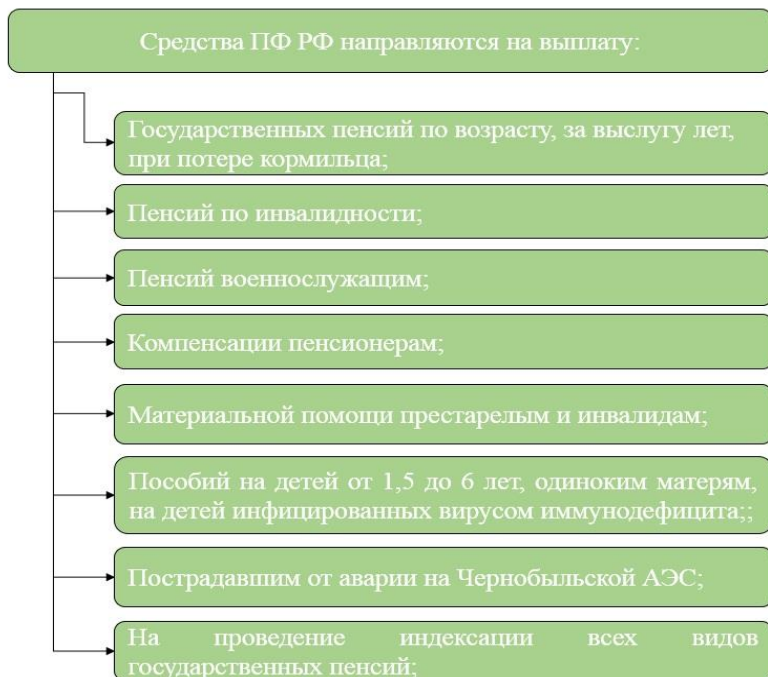 Средства ПФ РФ направляются на выплату:
Государственных пенсий по возрасту, за выслугу лет,
при потере кормильца;
Пенсий по инвалидности;
Пенсий военнослужащим;
Компенсации пенсионерам;
Материальной помощи престарелым и инвалидам;
Пособий на детей от 1,5 до 6 лет, одиноким матерям,
на детей инфицированных вирусом иммунодефицита;;
Пострадавшим от аварии на Чернобыльской АЭС;
На проведение индексации всех видов
государственных пенсий;